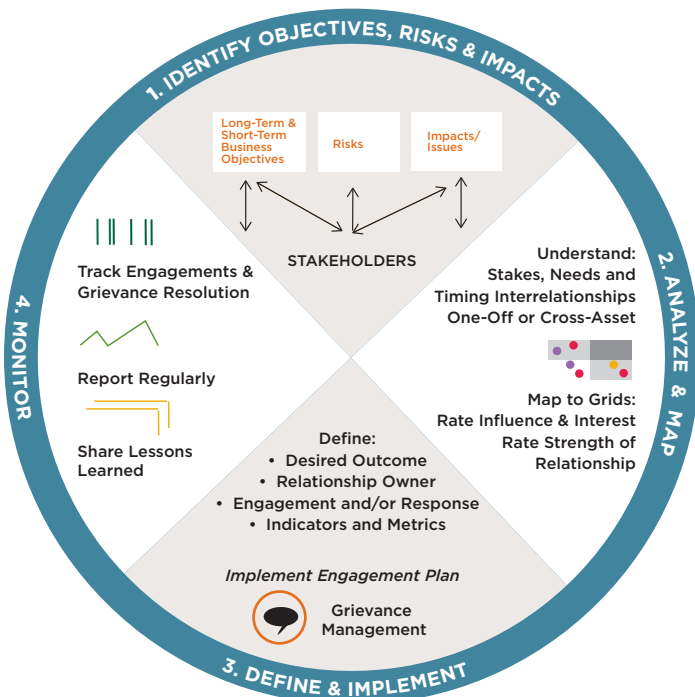 1. IDENTIFY OBJECTIVES, RISKS & IMPACTS
Long-Term &
Short-Term
Business
Objectives
Risks
Impacts/
Issues
STAKEHOLDERS
2. ANALYZE & MAP
Understand:
Stakes, Needs and
Timing Interrelationships
One-Off or Cross-Asset
Map to Grids:
Rate Influence & Interest
Rate Strength of
Relationship
3. DEFINE & IMPLEMENT
Define:
• Desired Outcome
• Relationship Owner
• Engagement and/or Response
• Indicators and Metrics
Implement Engagement Plan
Grievance
Management
4. MONITOR
Track Engagements &
Grievance Resolution
Report Regularly
Share Lessons
Learned